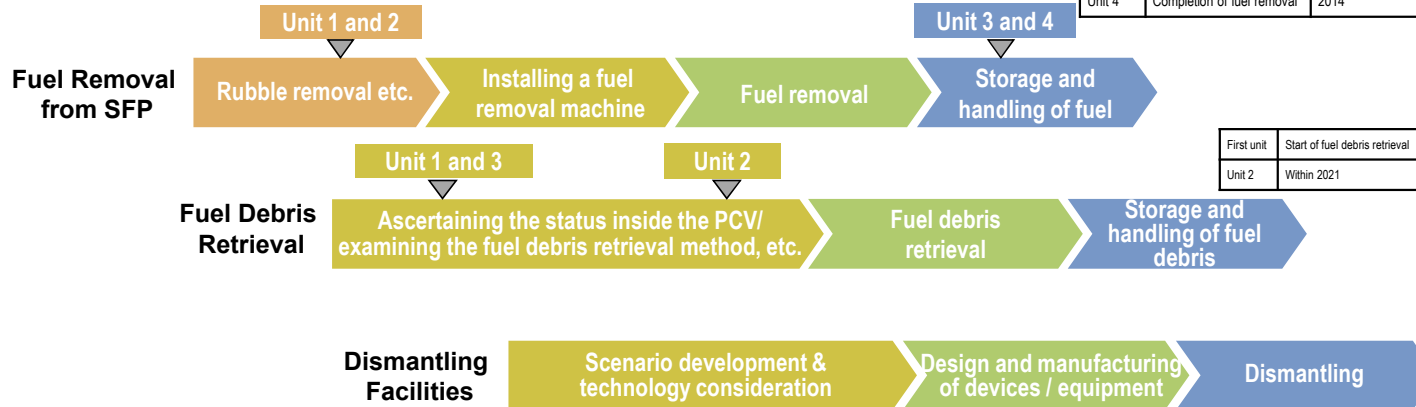 Unit 4 Completion of fuel removal 2014
Unit 1 and 2
Unit 3 and 4
Fuel Removal
from SFP
Rubble removal etc.
Installing a fuel
removal machine
Fuel removal
Storage and
handling of fuel
Unit 1 and 3
Unit 2
First unit Start of fuel debris retrieval
Unit 2 Within 2021
Fuel Debris
Retrieval
Ascertaining the status inside the PCV/
examining the fuel debris retrieval method, etc.
Fuel debris
retrieval
Storage and
handling of fuel
debris
Dismantling
Facilities
Scenario development &
technology consideration
Design and manufacturing
of devices / equipment
Dismantling